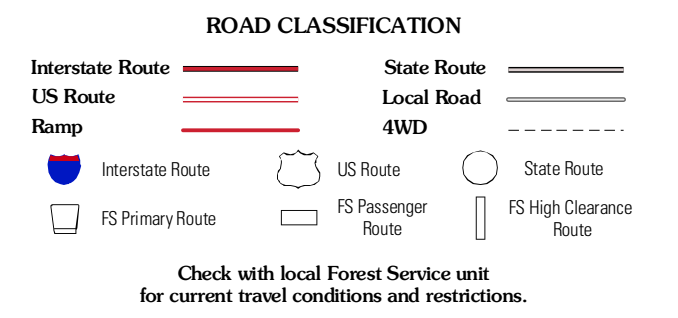 ROAD CLASSIFICATION
Interstate Route
State Route
US Route
Local Road
Ramp
4WD
Interstate Route
US Route
State Route
FS Primary Route
FS Passenger
Route
FS High Clearance
Route
Check with local Forest Service unit
for current travel conditions and restrictions.